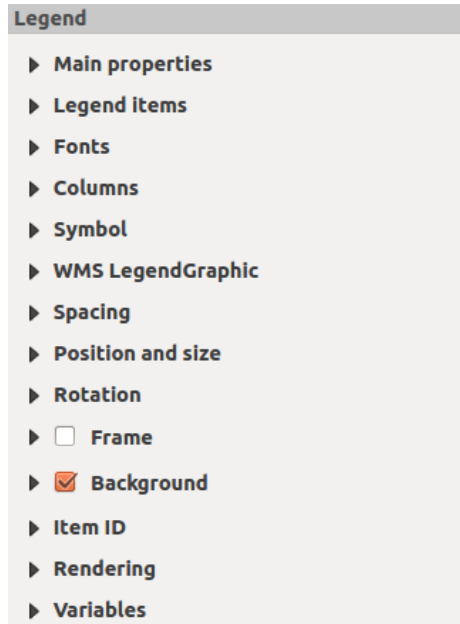 Legend
Main properties
Legend items
Fonts
Columns
Symbol
WMS LegendGraphic
Spacing
Position and size
Rotation
Frame
Background
Item ID
Rendering
Variables